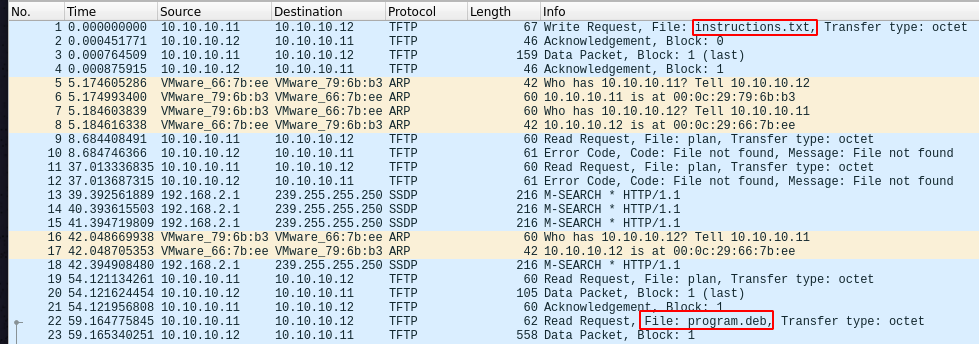 No. Time Source Destination Protocol Length Info
1 0.000000000 10.10.10.11 10.10.10.12 TFTP 67 Write Request, File: instructions.txt, Transfer type: octet
2 0.000451771 10.10.10.12 10.10.10.11 TFTP 46 Acknowledgement, Block: 0
3 0.000764509 10.10.10.11 10.10.10.12 TFTP 159 Data Packet, Block: 1 (last)
4 0.000875915 10.10.10.12 10.10.10.11 TFTP 46 Acknowledgement, Block: 1
5 5.174605286 VMware_66:7b:ee VMware_79:6b:b3 ARP 42 Who has 10.10.10.11? Tell 10.10.10.12
6 5.174993400 VMware_79:6b:b3 VMware_66:7b:ee ARP 60 10.10.10.11 is at 00:0c:29:79:6b:b3
7 5.184603839 VMware_79:6b:b3 VMware_66:7b:ee ARP 60 Who has 10.10.10.12? Tell 10.10.10.11
8 5.184616338 VMware_66:7b:ee VMware_79:6b:b3 ARP 42 10.10.10.12 is at 00:0c:29:66:7b:ee
9 8.684408491 10.10.10.11 10.10.10.12 TFTP 60 Read Request, File: plan, Transfer type: octet
10 8.684746366 10.10.10.12 10.10.10.11 TFTP 61 Error Code, Code: File not found, Message: File not found
11 37.013336835 10.10.10.11 10.10.10.12 TFTP 60 Read Request, File: plan, Transfer type: octet
12 37.013687315 10.10.10.12 10.10.10.11 TFTP 61 Error Code, Code: File not found, Message: File not found
13 39.392561889 192.168.2.1 239.255.255.250 SSDP 216 M-SEARCH * HTTP/1.1
14 40.393615503 192.168.2.1 239.255.255.250 SSDP 216 M-SEARCH * HTTP/1.1
15 41.394719809 192.168.2.1 239.255.255.250 SSDP 216 M-SEARCH * HTTP/1.1
16 42.048669938 VMware_79:6b:b3 VMware_66:7b:ee ARP 60 Who has 10.10.10.12? Tell 10.10.10.11
17 42.048705353 VMware_66:7b:ee VMware_79:6b:b3 ARP 42 10.10.10.12 is at 00:0c:29:66:7b:ee
18 42.394908480 192.168.2.1 239.255.255.250 SSDP 216 M-SEARCH * HTTP/1.1
19 54.121134261 10.10.10.11 10.10.10.12 TFTP 60 Read Request, File: plan, Transfer type: octet
20 54.121624454 10.10.10.12 10.10.10.11 TFTP 105 Data Packet, Block: 1 (last)
21 54.121956808 10.10.10.11 10.10.10.12 TFTP 60 Acknowledgement, Block: 1
22 59.164775845 10.10.10.11 10.10.10.12 TFTP 62 Read Request, File: program.deb, Transfer type: octet
23 59.165340251 10.10.10.12 10.10.10.11 TFTP 558 Data Packet, Block: 1